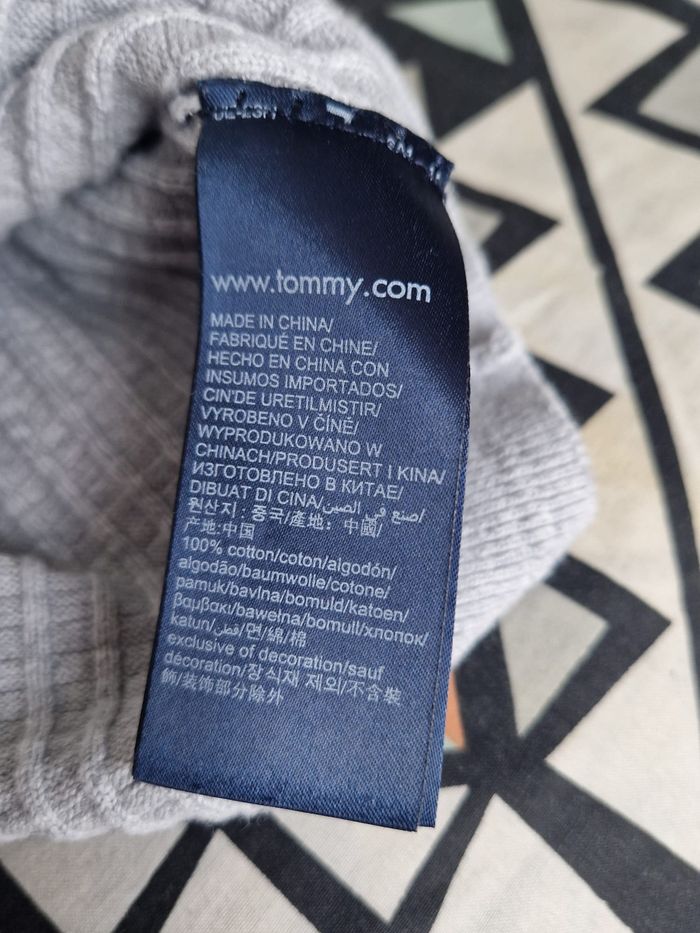 www.tommy.com
MADE IN CHINA/
FABRIQUÉ EN CHINE/
HECHO EN CHINA CON
INSUMOS IMPORTADOS/
CIN'DE URETILMISTIR/
VYROBENO V ČÍNĚ/
WYPRODUKOWANO W
CHINACH/PRODUSERT I KINA/
ИЗГОТОВЛЕНО В КИТАЕ/
DIBUAT DI CINA/صنع في الصين/
원산지 : 중국/產地：中國/
产地:中国
100% cotton/coton/algodón/
algodão/baumwolle/cotone/
pamuk/bavlna/bomuld/katoen/
βαμβακι/bawełna/bomull/хлопок/
katun/قطن/면/綿/棉
exclusive of decoration/sauf
décoration/장식재 제외/不含裝
飾/装饰部分除外